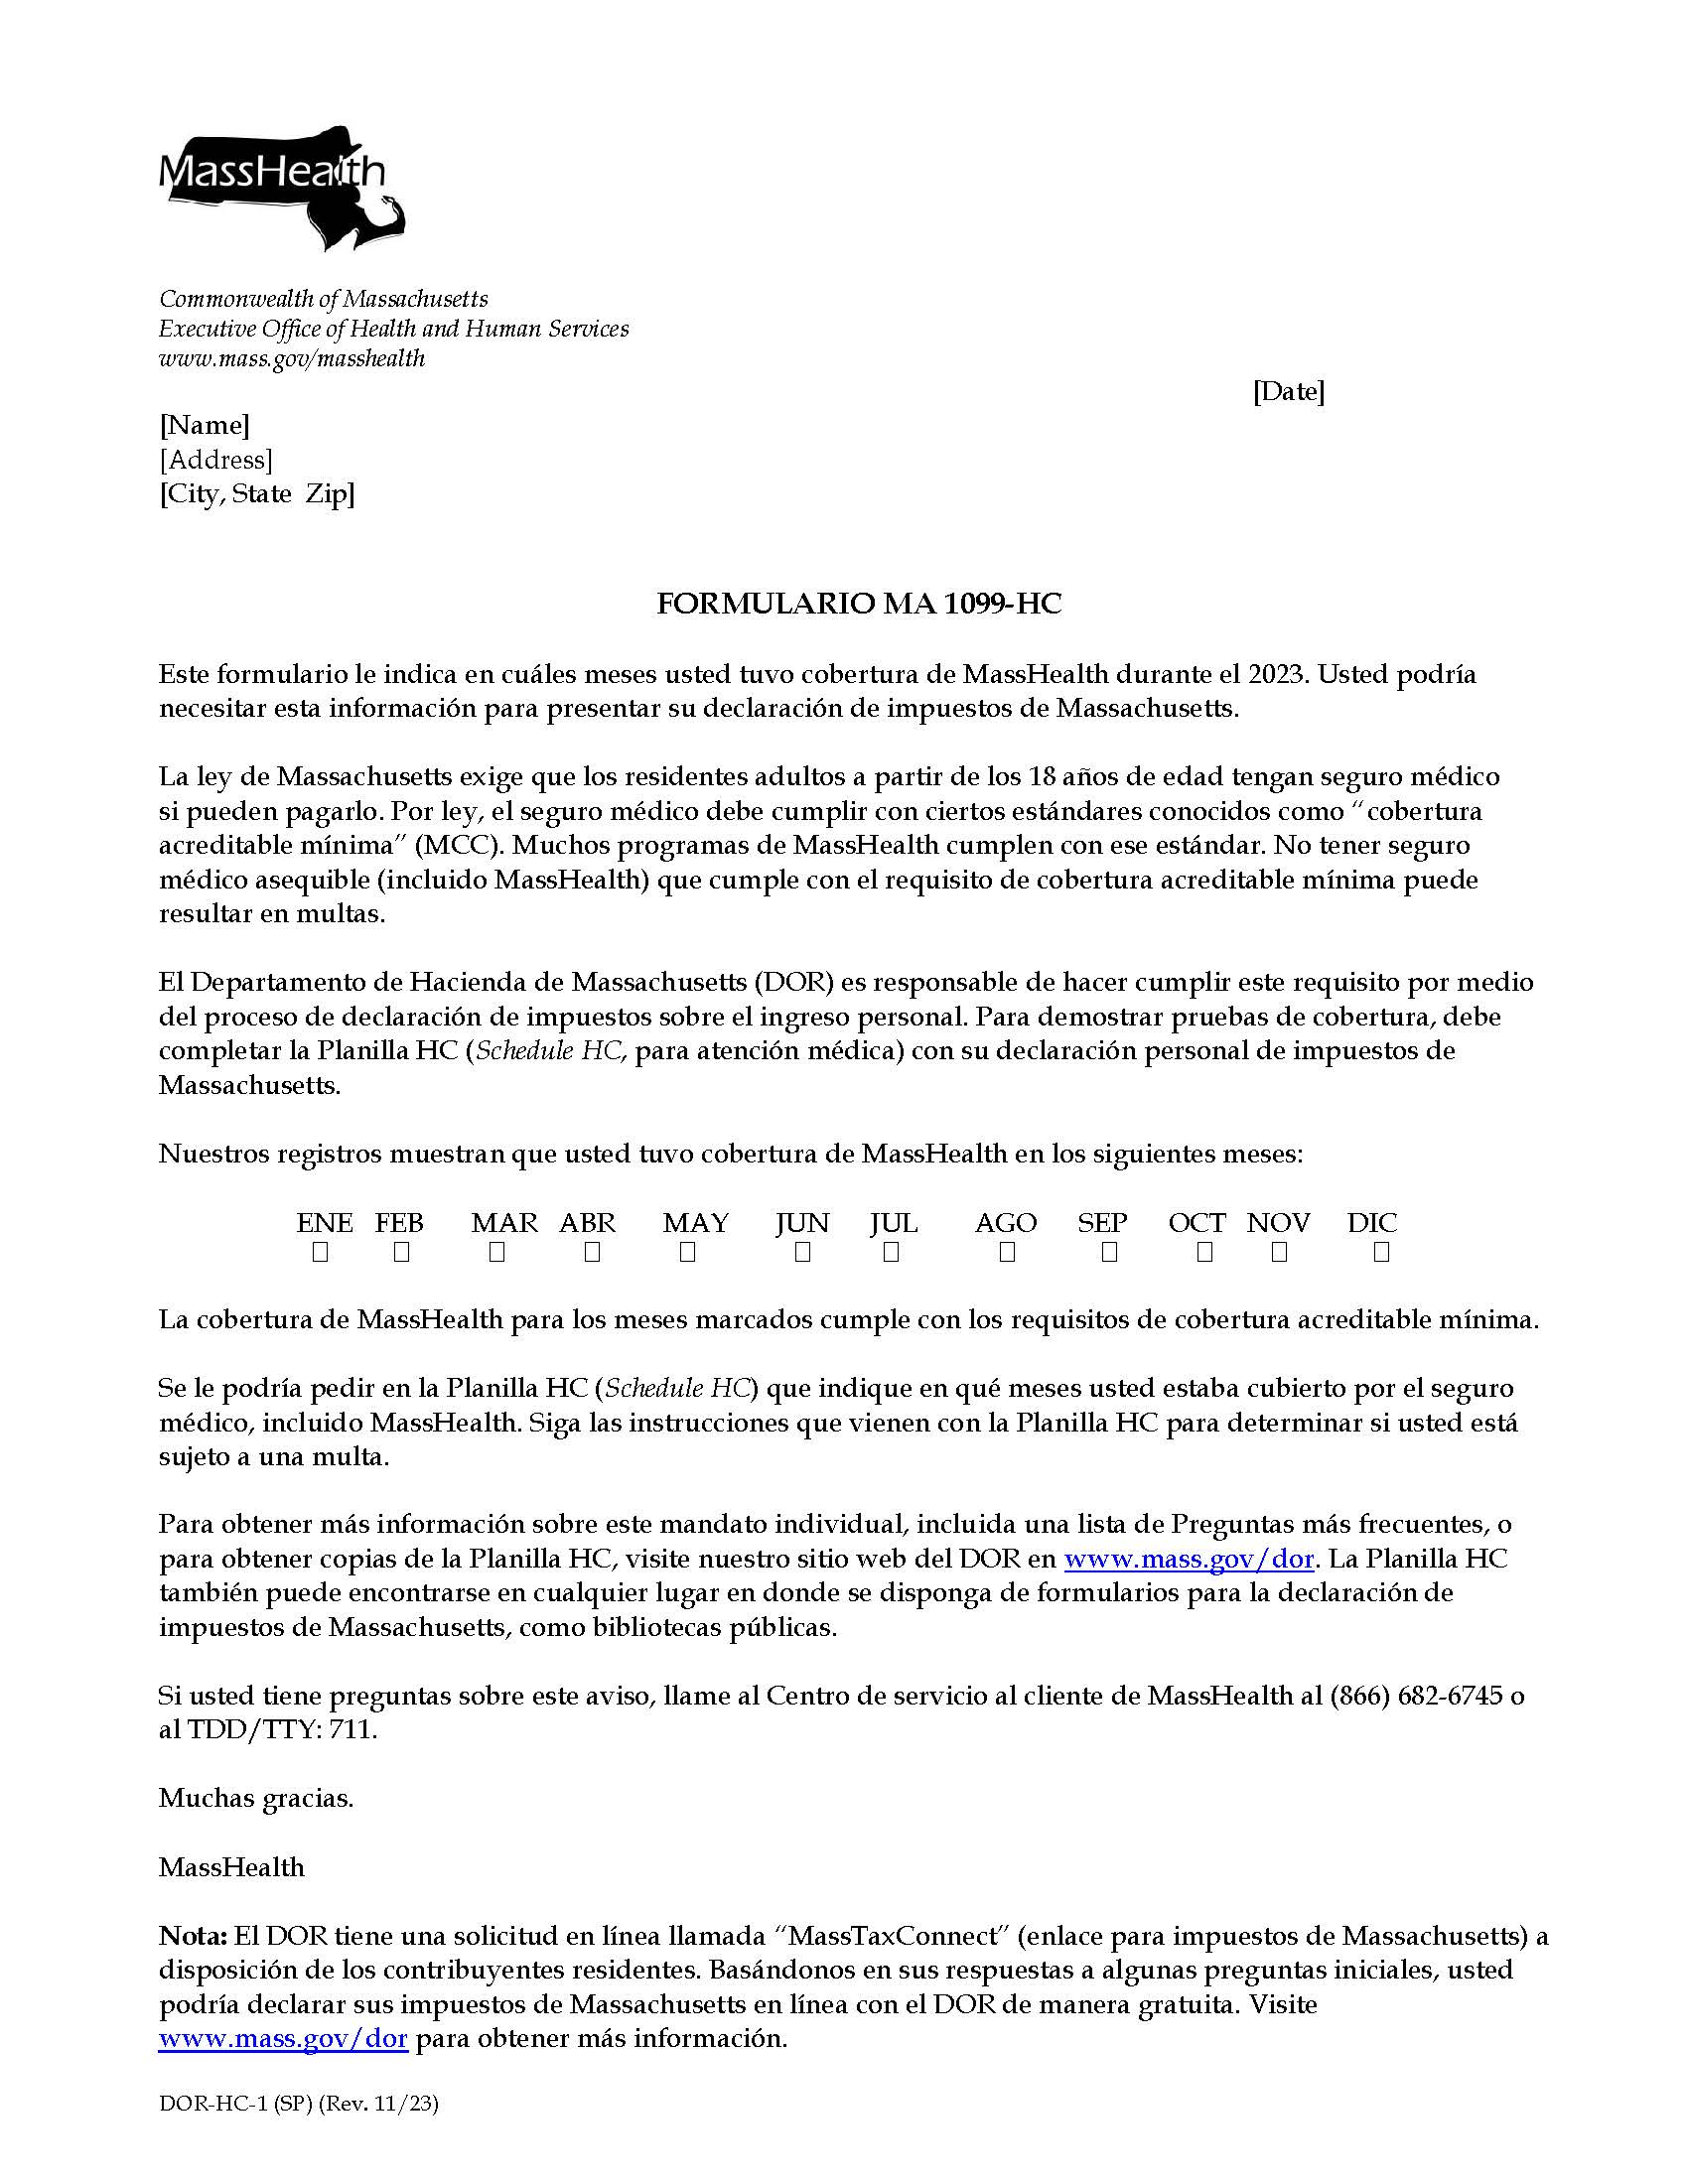 MassHealth
Commonwealth of Massachusetts
Executive Office of Health and Human Services
www.mass.gov/masshealth
[Date]
[Name]
[Address]
[City, State  Zip]
FORMULARIO MA 1099-HC
Este formulario le indica en cuáles meses usted tuvo cobertura de MassHealth durante el 2023. Usted podría
necesitar esta información para presentar su declaración de impuestos de Massachusetts.
La ley de Massachusetts exige que los residentes adultos a partir de los 18 años de edad tengan seguro médico
si pueden pagarlo. Por ley, el seguro médico debe cumplir con ciertos estándares conocidos como “cobertura
acreditable mínima” (MCC). Muchos programas de MassHealth cumplen con ese estándar. No tener seguro
médico asequible (incluido MassHealth) que cumple con el requisito de cobertura acreditable mínima puede
resultar en multas.
El Departamento de Hacienda de Massachusetts (DOR) es responsable de hacer cumplir este requisito por medio
del proceso de declaración de impuestos sobre el ingreso personal. Para demostrar pruebas de cobertura, debe
completar la Planilla HC (Schedule HC, para atención médica) con su declaración personal de impuestos de
Massachusetts.
Nuestros registros muestran que usted tuvo cobertura de MassHealth en los siguientes meses:
ENE FEB MAR ABR MAY JUN JUL AGO SEP OCT NOV DIC
☐ ☐ ☐ ☐ ☐ ☐ ☐ ☐ ☐ ☐ ☐ ☐
La cobertura de MassHealth para los meses marcados cumple con los requisitos de cobertura acreditable mínima.
Se le podría pedir en la Planilla HC (Schedule HC) que indique en qué meses usted estaba cubierto por el seguro
médico, incluido MassHealth. Siga las instrucciones que vienen con la Planilla HC para determinar si usted está
sujeto a una multa.
Para obtener más información sobre este mandato individual, incluida una lista de Preguntas más frecuentes, o
para obtener copias de la Planilla HC, visite nuestro sitio web del DOR en www.mass.gov/dor. La Planilla HC
también puede encontrarse en cualquier lugar en donde se disponga de formularios para la declaración de
impuestos de Massachusetts, como bibliotecas públicas.
Si usted tiene preguntas sobre este aviso, llame al Centro de servicio al cliente de MassHealth al (866) 682-6745 o
al TDD/TTY: 711.
Muchas gracias.
MassHealth
Nota: El DOR tiene una solicitud en línea llamada “MassTaxConnect” (enlace para impuestos de Massachusetts) a
disposición de los contribuyentes residentes. Basándonos en sus respuestas a algunas preguntas iniciales, usted
podría declarar sus impuestos de Massachusetts en línea con el DOR de manera gratuita. Visite
www.mass.gov/dor para obtener más información.
DOR-HC-1 (SP) (Rev. 11/23)